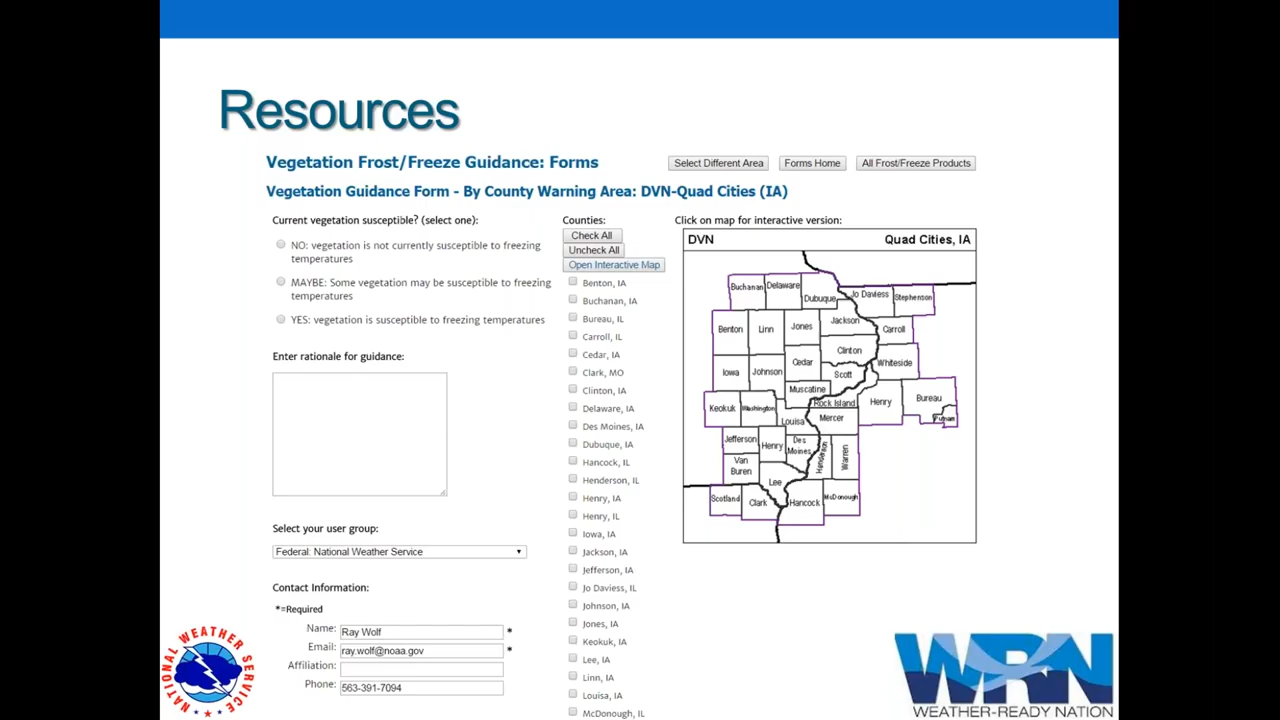 Resources
Vegetation Frost/Freeze Guidance: Forms
Select Different Area
Forms Home
All Frost/Freeze Products
Vegetation Guidance Form - By County Warning Area: DVN-Quad Cities (IA)
Current vegetation susceptible? (select one):
NO: vegetation is not currently susceptible to freezing
temperatures
MAYBE: Some vegetation may be susceptible to freezing
temperatures
YES: vegetation is susceptible to freezing temperatures
Enter rationale for guidance:
Select your user group:
Federal: National Weather Service
Contact Information:
*=Required
Name: Ray Wolf *
Email: ray.wolf@noaa.gov *
Affiliation:
Phone: 563-391-7094
Counties:
Check All
Uncheck All
Open Interactive Map
Benton, IA
Buchanan, IA
Bureau, IL
Carroll, IL
Cedar, IA
Clark, MO
Clinton, IA
Delaware, IA
Des Moines, IA
Dubuque, IA
Hancock, IL
Henderson, IL
Henry, IA
Henry, IL
Iowa, IA
Jackson, IA
Jefferson, IA
Jo Daviess, IL
Johnson, IA
Jones, IA
Keokuk, IA
Lee, IA
Linn, IA
Louisa, IA
McDonough, IL
Click on map for interactive version:
DVN
Quad Cities, IA
Buchanan
Delaware
Dubuque
Jo Daviess
Stephenson
Benton
Linn
Jones
Jackson
Carroll
Clinton
Iowa
Johnson
Cedar
Scott
Whiteside
Muscatine
Rock Island
Henry
Bureau
Putnam
Keokuk
Washington
Louisa
Mercer
Jefferson
Henry
Des
Moines
Henderson
Warren
Van
Buren
Lee
Scotland
Clark
Hancock
McDonough
NATIONAL WEATHER SERVICE
WRN
WEATHER-READY NATION